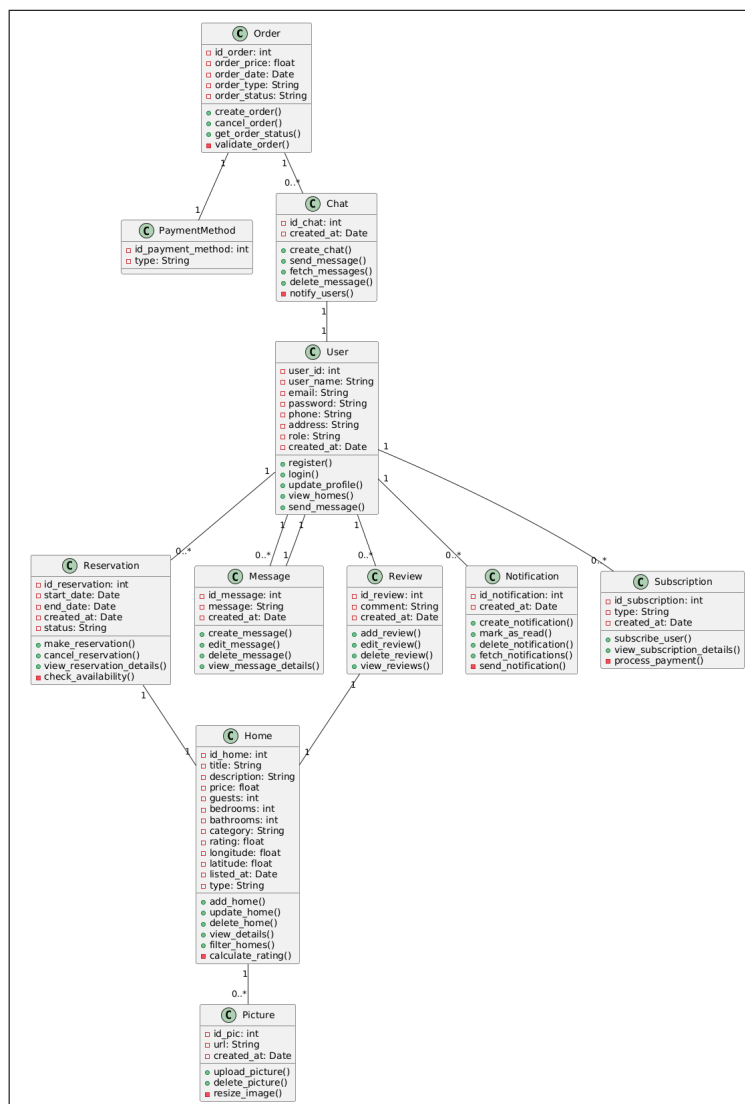 C Order
id_order: int
order_price: float
order_date: Date
order_type: String
order_status: String
create_order()
cancel_order()
get_order_status()
validate_order()
1
1
1
0..*
C PaymentMethod
id_payment_method: int
type: String
C Chat
id_chat: int
created_at: Date
create_chat()
send_message()
fetch_messages()
delete_message()
notify_users()
1
1
C User
user_id: int
user_name: String
email: String
password: String
phone: String
address: String
role: String
created_at: Date
register()
login()
update_profile()
view_homes()
send_message()
1
1
1
1
1
1
0..*
0..*
1
0..*
0..*
0..*
C Reservation
id_reservation: int
start_date: Date
end_date: Date
created_at: Date
status: String
make_reservation()
cancel_reservation()
view_reservation_details()
check_availability()
C Message
id_message: int
message: String
created_at: Date
create_message()
edit_message()
delete_message()
view_message_details()
C Review
id_review: int
comment: String
created_at: Date
add_review()
edit_review()
delete_review()
view_reviews()
C Notification
id_notification: int
created_at: Date
create_notification()
mark_as_read()
delete_notification()
fetch_notifications()
send_notification()
C Subscription
id_subscription: int
type: String
created_at: Date
subscribe_user()
view_subscription_details()
process_payment()
1
1
1
1
C Home
id_home: int
title: String
description: String
price: float
guests: int
bedrooms: int
bathrooms: int
category: String
rating: float
longitude: float
latitude: float
listed_at: Date
type: String
add_home()
update_home()
delete_home()
view_details()
filter_homes()
calculate_rating()
1
0..*
C Picture
id_pic: int
url: String
created_at: Date
upload_picture()
delete_picture()
resize_image()